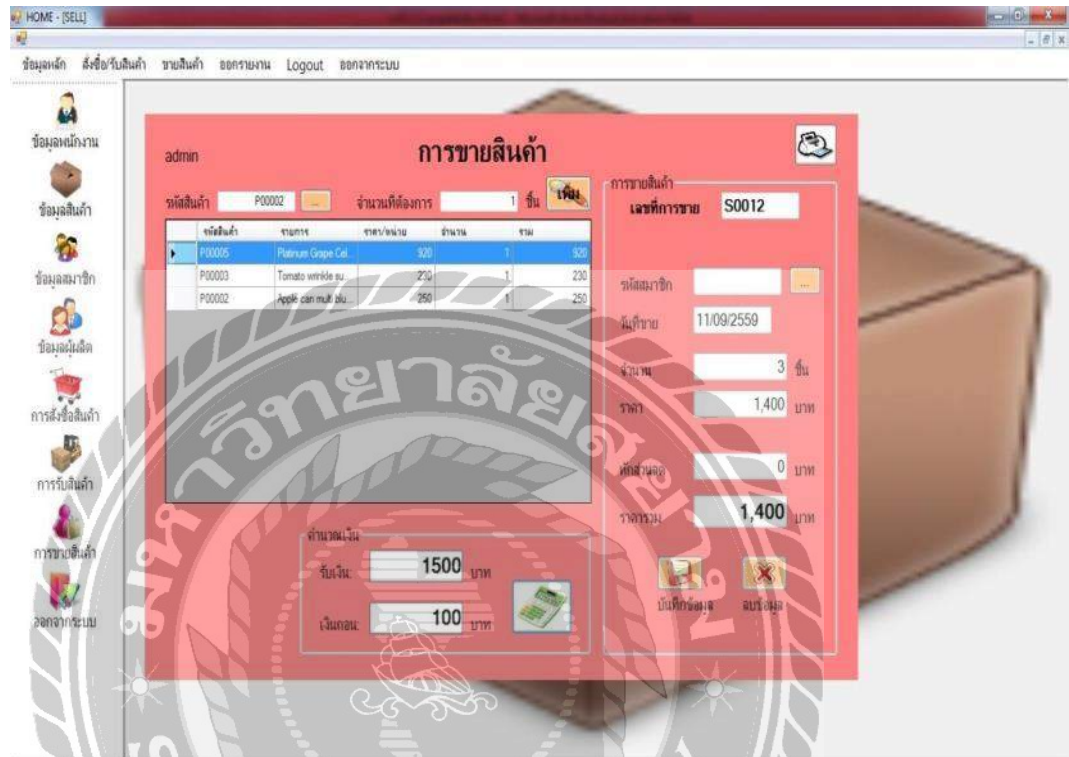 HOME - [SELL]
ข้อมูลหลัก สั่งซื้อ/รับสินค้า ขายสินค้า ออกรายงาน Logout ออกจากระบบ
ข้อมูลพนักงาน
ข้อมูลสินค้า
ข้อมูลสมาชิก
ข้อมูลผู้ผลิต
การสั่งซื้อสินค้า
การรับสินค้า
การขายสินค้า
ออกจากระบบ
admin
การขายสินค้า
รหัสสินค้า P00002 ... จำนวนที่ต้องการ 1 ชิ้น เพิ่ม
รหัสสินค้า รายการ ราคา/หน่วย จำนวน รวม
P00005 Platinum Grape Cel... 920 1 920
P00003 Tomato wrinkle su... 230 1 230
P00002 Apple can multi blu... 250 1 250
คำนวณเงิน
รับเงิน: 1500 บาท
เงินทอน: 100 บาท
การขายสินค้า
เลขที่การขาย S0012
รหัสสมาชิก ...
วันที่ขาย 11/09/2559
จำนวน 3 ชิ้น
ราคา 1,400 บาท
หักส่วนลด 0 บาท
ราคารวม 1,400 บาท
บันทึกข้อมูล ลบข้อมูล
มหาวิทยาลัยสยาม